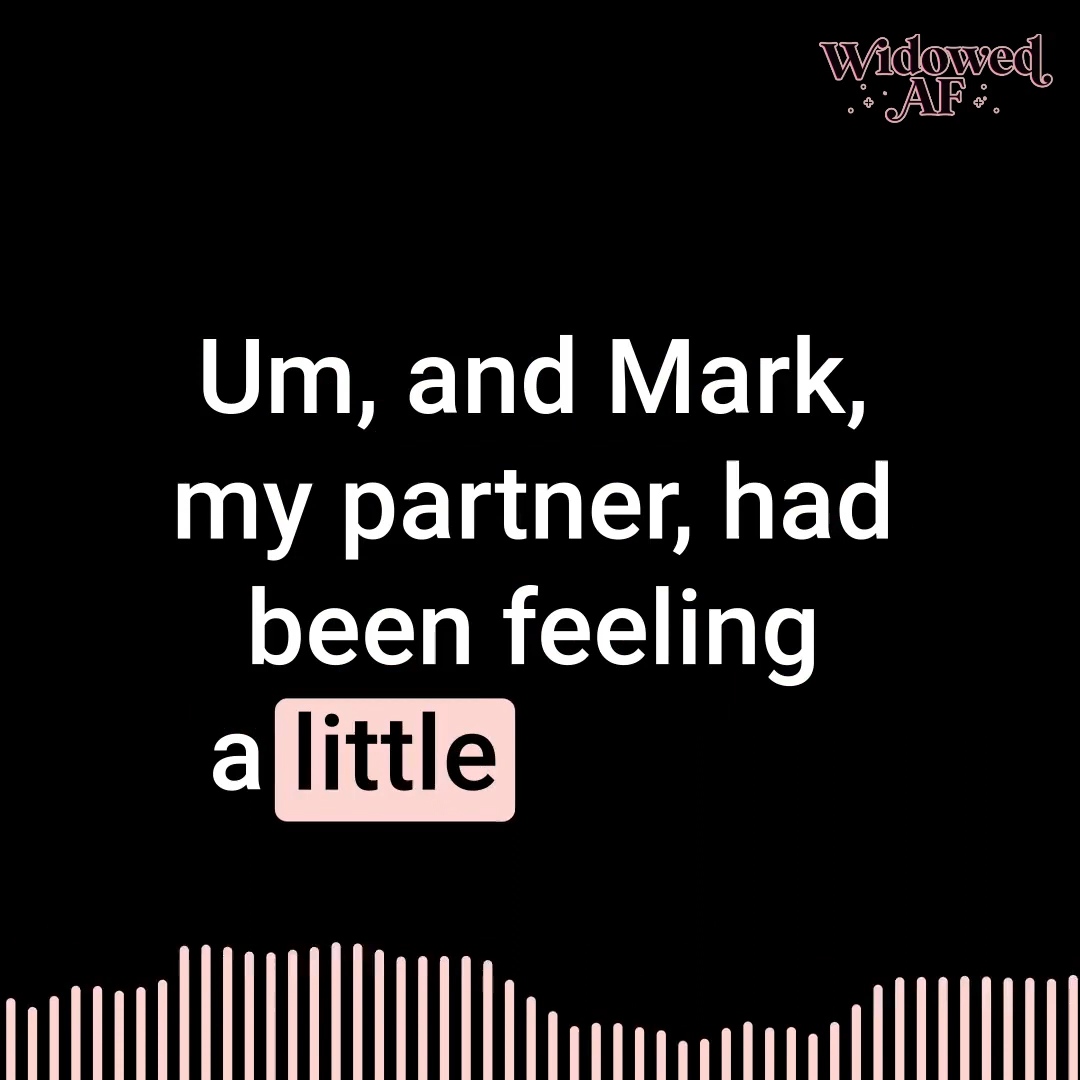 Widowed
AF
Um, and Mark,
my partner, had
been feeling
a little